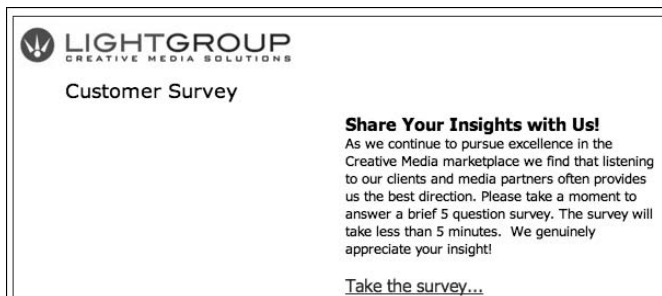 LIGHTGROUP
CREATIVE MEDIA SOLUTIONS
Customer Survey
Share Your Insights with Us!
As we continue to pursue excellence in the
Creative Media marketplace we find that listening
to our clients and media partners often provides
us the best direction. Please take a moment to
answer a brief 5 question survey. The survey will
take less than 5 minutes.  We genuinely
appreciate your insight!
Take the survey...